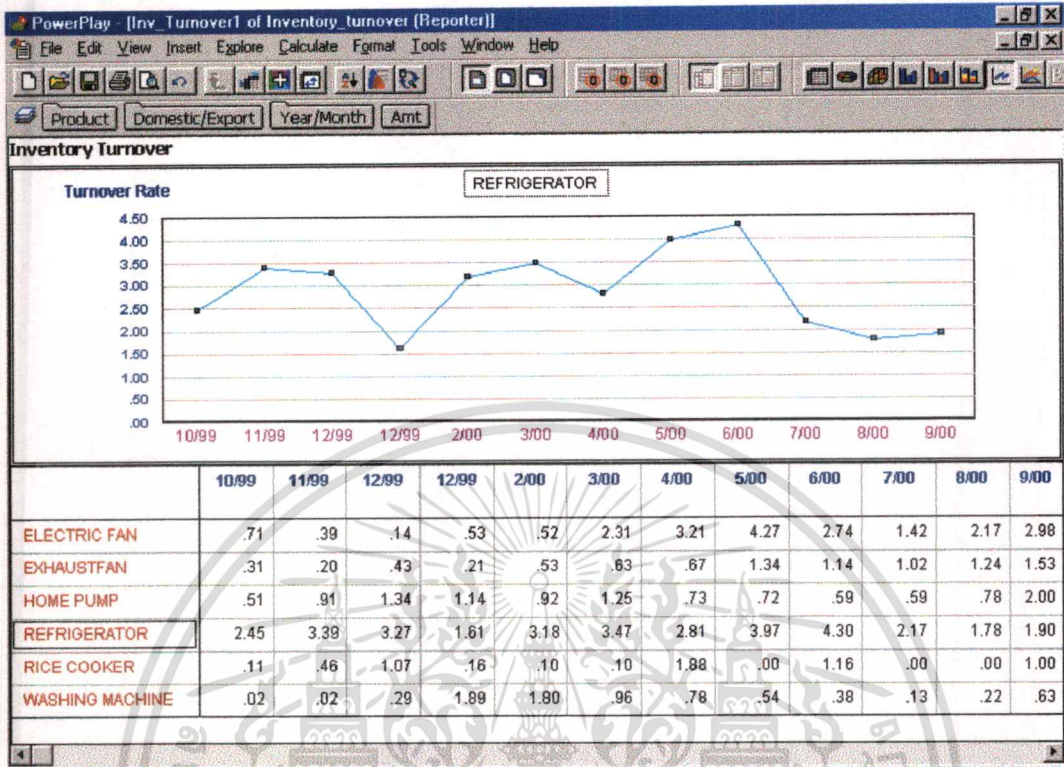 PowerPlay - [Inv_Turnover1 of Inventory_turnover (Reporter)]
File Edit View Insert Explore Calculate Format Tools Window Help
Product Domestic/Export Year/Month Amt
Inventory Turnover
Turnover Rate
REFRIGERATOR
4.50
4.00
3.50
3.00
2.50
2.00
1.50
1.00
.50
.00
10/99 11/99 12/99 12/99 2/00 3/00 4/00 5/00 6/00 7/00 8/00 9/00
10/99 11/99 12/99 12/99 2/00 3/00 4/00 5/00 6/00 7/00 8/00 9/00
ELECTRIC FAN .71 .39 .14 .53 .52 2.31 3.21 4.27 2.74 1.42 2.17 2.98
EXHAUSTFAN .31 .20 .43 .21 .53 .63 .67 1.34 1.14 1.02 1.24 1.53
HOME PUMP .51 .91 1.34 1.14 .92 1.25 .73 .72 .59 .59 .78 2.00
REFRIGERATOR 2.45 3.39 3.27 1.61 3.18 3.47 2.81 3.97 4.30 2.17 1.78 1.90
RICE COOKER .11 .46 1.07 .16 .10 .10 1.88 .00 1.16 .00 .00 1.00
WASHING MACHINE .02 .02 .29 1.89 1.80 .96 .78 .54 .38 .13 .22 .63